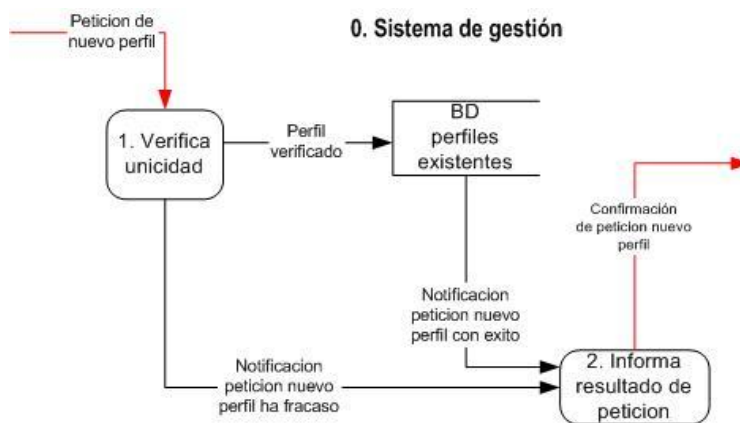 Peticion de
nuevo perfil
0. Sistema de gestión
1. Verifica
unicidad
Perfil
verificado
BD
perfiles
existentes
Confirmación
de peticion nuevo
perfil
Notificacion
peticion nuevo
perfil con exito
Notificacion
peticion nuevo
perfil ha fracaso
2. Informa
resultado de
peticion